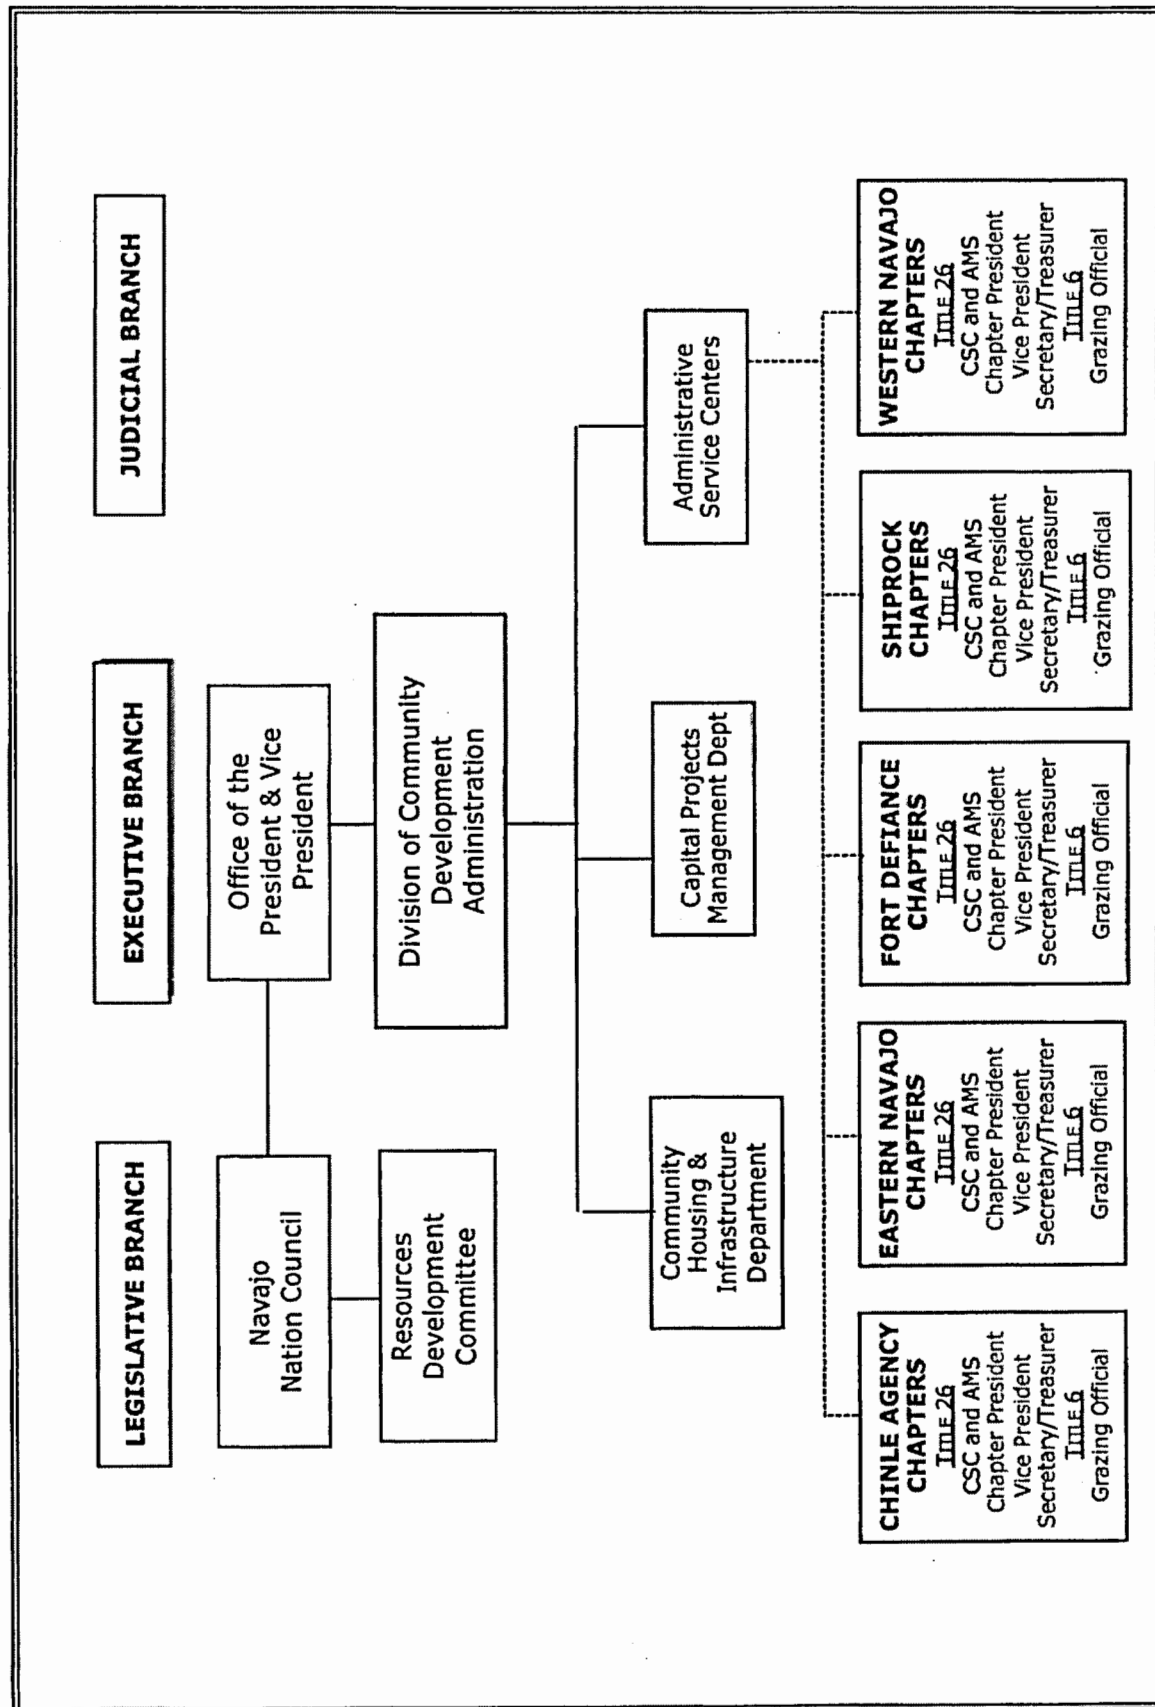 LEGISLATIVE BRANCH
EXECUTIVE BRANCH
JUDICIAL BRANCH
Navajo
Nation Council
Office of the
President & Vice
President
Resources
Development
Committee
Division of Community
Development
Administration
Community
Housing &
Infrastructure
Department
Capital Projects
Management Dept
Administrative
Service Centers
CHINLE AGENCY
CHAPTERS
TITLE 26
CSC and AMS
Chapter President
Vice President
Secretary/Treasurer
TITLE 6
Grazing Official
EASTERN NAVAJO
CHAPTERS
TITLE 26
CSC and AMS
Chapter President
Vice President
Secretary/Treasurer
TITLE 6
Grazing Official
FORT DEFIANCE
CHAPTERS
TITLE 26
CSC and AMS
Chapter President
Vice President
Secretary/Treasurer
TITLE 6
Grazing Official
SHIPROCK
CHAPTERS
TITLE 26
CSC and AMS
Chapter President
Vice President
Secretary/Treasurer
TITLE 6
Grazing Official
WESTERN NAVAJO
CHAPTERS
TITLE 26
CSC and AMS
Chapter President
Vice President
Secretary/Treasurer
TITLE 6
Grazing Official